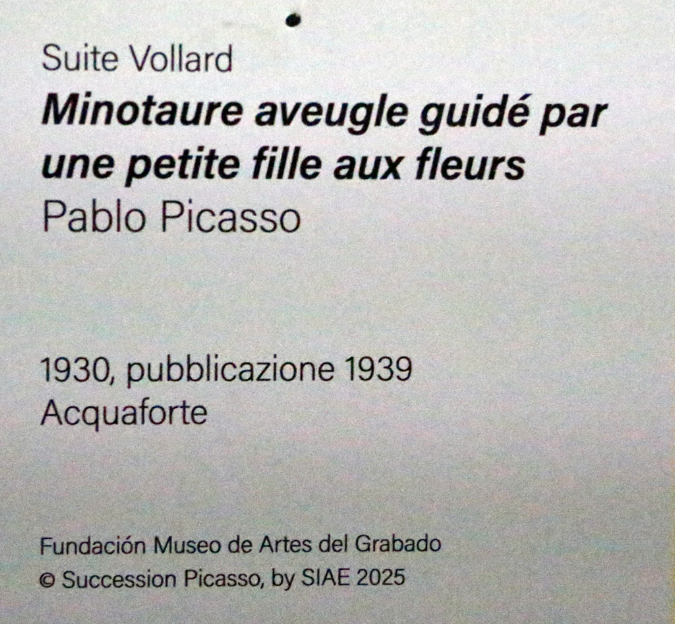 Suite Vollard
Minotaure aveugle guidé par
une petite fille aux fleurs
Pablo Picasso
1930, pubblicazione 1939
Acquaforte
Fundación Museo de Artes del Grabado
© Succession Picasso, by SIAE 2025